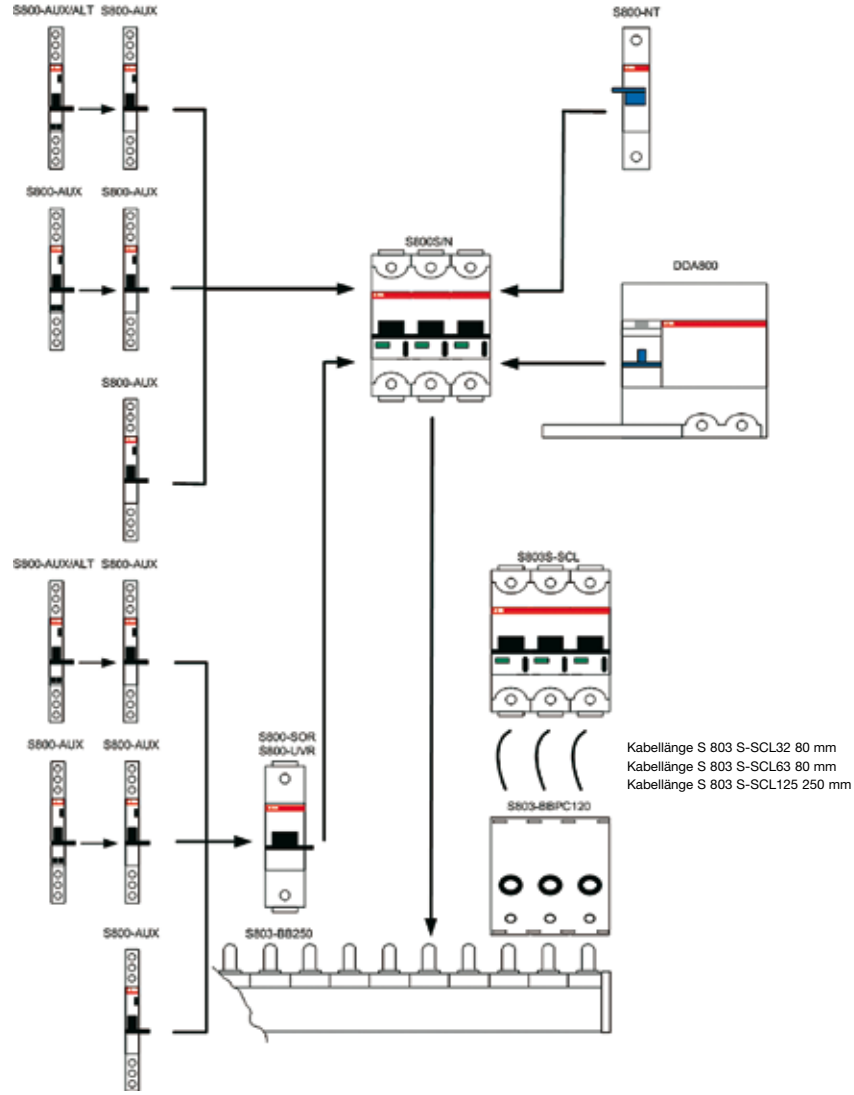 S800-AUX/ALT S800-AUX
S800-NT
S800-AUX S800-AUX
S800S/N
DDA800
S800-AUX
S800-AUX/ALT S800-AUX
S803S-SCL
S800-AUX S800-AUX
S800-SOR
S800-UVR
Kabellänge S 803 S-SCL32 80 mm
Kabellänge S 803 S-SCL63 80 mm
Kabellänge S 803 S-SCL125 250 mm
S803-BBPC120
S800-AUX
S803-BB250